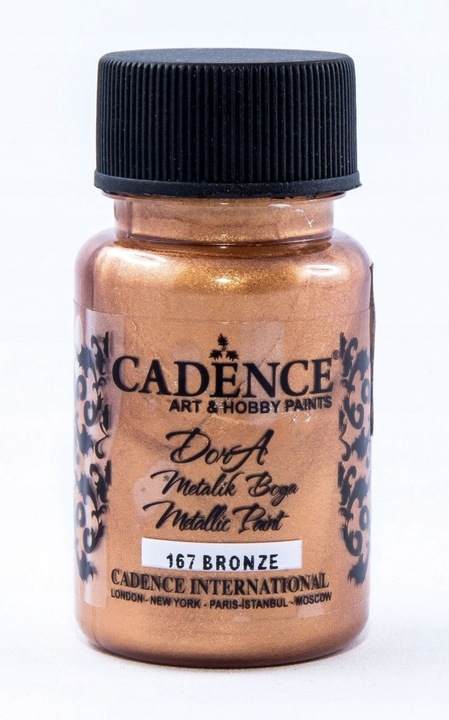 CADENCE®
ART & HOBBY PAINTS
DorA
Metalik Boya
Metallic Paint
167 BRONZE
CADENCE INTERNATIONAL
LONDON - NEW YORK - PARIS-İSTANBUL - MOSCOW